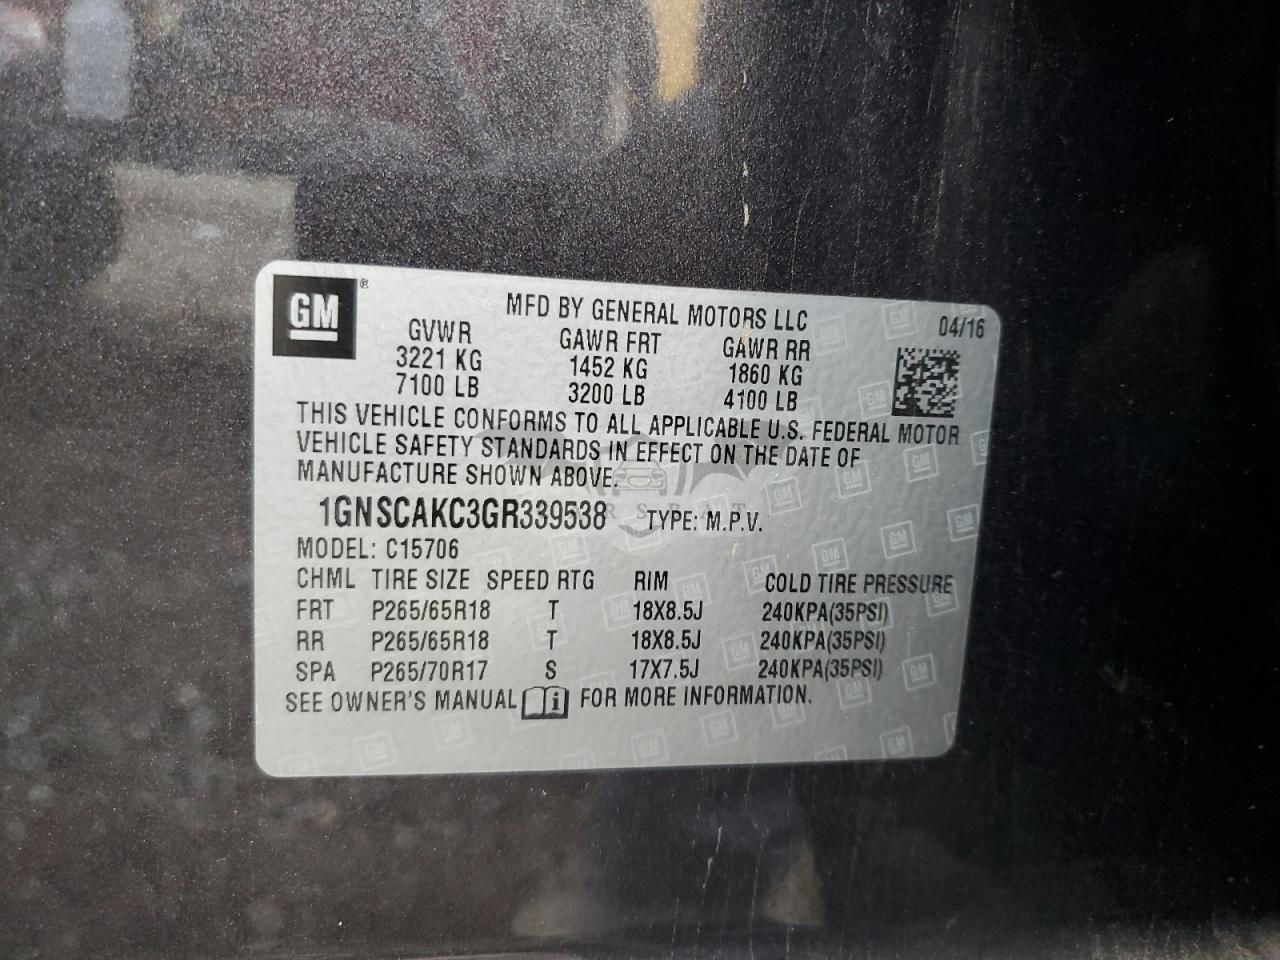 GM ®
MFD BY GENERAL MOTORS LLC
04/16
GVWR GAWR FRT GAWR RR
3221 KG 1452 KG 1860 KG
7100 LB 3200 LB 4100 LB
THIS VEHICLE CONFORMS TO ALL APPLICABLE U.S. FEDERAL MOTOR
VEHICLE SAFETY STANDARDS IN EFFECT ON THE DATE OF
MANUFACTURE SHOWN ABOVE.
1GNSCAKC3GR339538 TYPE: M.P.V.
MODEL: C15706
CHML TIRE SIZE SPEED RTG RIM COLD TIRE PRESSURE
FRT P265/65R18 T 18X8.5J 240KPA(35PSI)
RR P265/65R18 T 18X8.5J 240KPA(35PSI)
SPA P265/70R17 S 17X7.5J 240KPA(35PSI)
SEE OWNER'S MANUAL i FOR MORE INFORMATION.